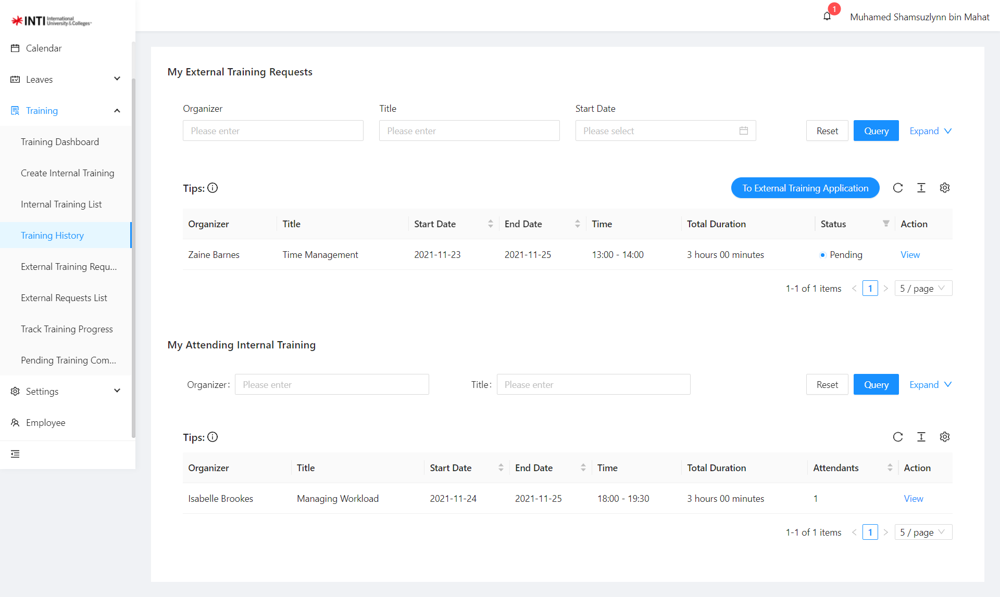 INTI International University & Colleges
1
Muhamed Shamsuzlynn bin Mahat
Calendar
Leaves
Training
Training Dashboard
Create Internal Training
Internal Training List
Training History
External Training Requ...
External Requests List
Track Training Progress
Pending Training Com...
Settings
Employee
My External Training Requests
Organizer Title Start Date
Please enter Please enter Please select Reset Query Expand
Tips: To External Training Application
Organizer Title Start Date End Date Time Total Duration Status Action
Zaine Barnes Time Management 2021-11-23 2021-11-25 13:00 - 14:00 3 hours 00 minutes Pending View
1-1 of 1 items < 1 > 5 / page
My Attending Internal Training
Organizer: Please enter Title: Please enter Reset Query Expand
Tips:
Organizer Title Start Date End Date Time Total Duration Attendants Action
Isabelle Brookes Managing Workload 2021-11-24 2021-11-25 18:00 - 19:30 3 hours 00 minutes 1 View
1-1 of 1 items < 1 > 5 / page